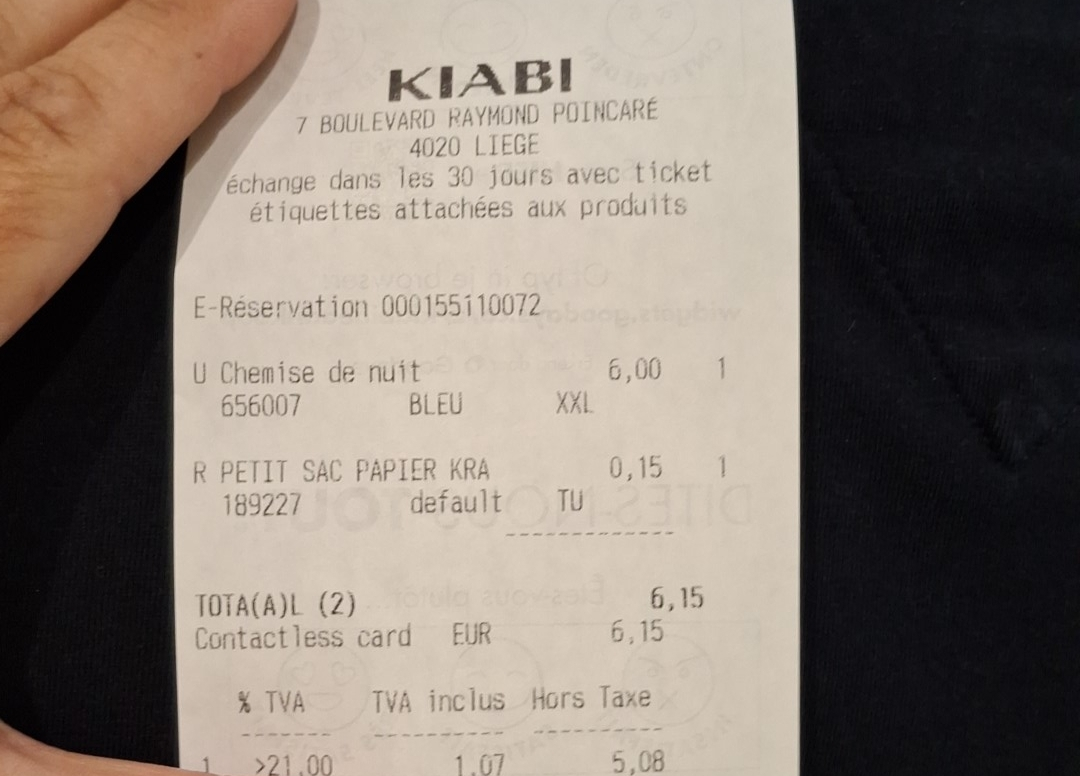 KIABI
7 BOULEVARD RAYMOND POINCARÉ
4020 LIEGE
échange dans les 30 jours avec ticket
étiquettes attachées aux produits
E-Réservation 000155110072
U Chemise de nuit 6,00 1
656007 BLEU XXL
R PETIT SAC PAPIER KRA 0,15 1
189227 default TU
-------------
TOTA(A)L (2) 6,15
Contactless card EUR 6,15
% TVA TVA inclus Hors Taxe
------- ---------- ----------
1 >21,00 1,07 5,08